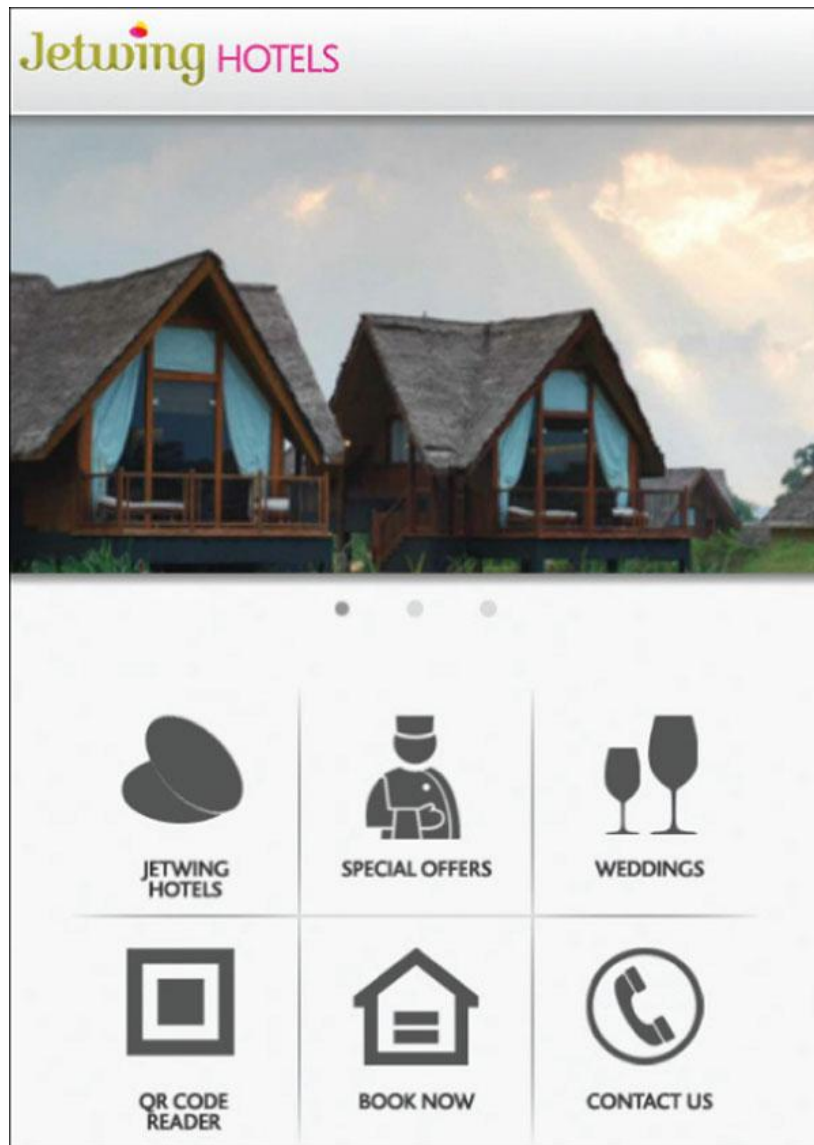 Jetwing HOTELS
JETWING
HOTELS
SPECIAL OFFERS
WEDDINGS
QR CODE
READER
BOOK NOW
CONTACT US